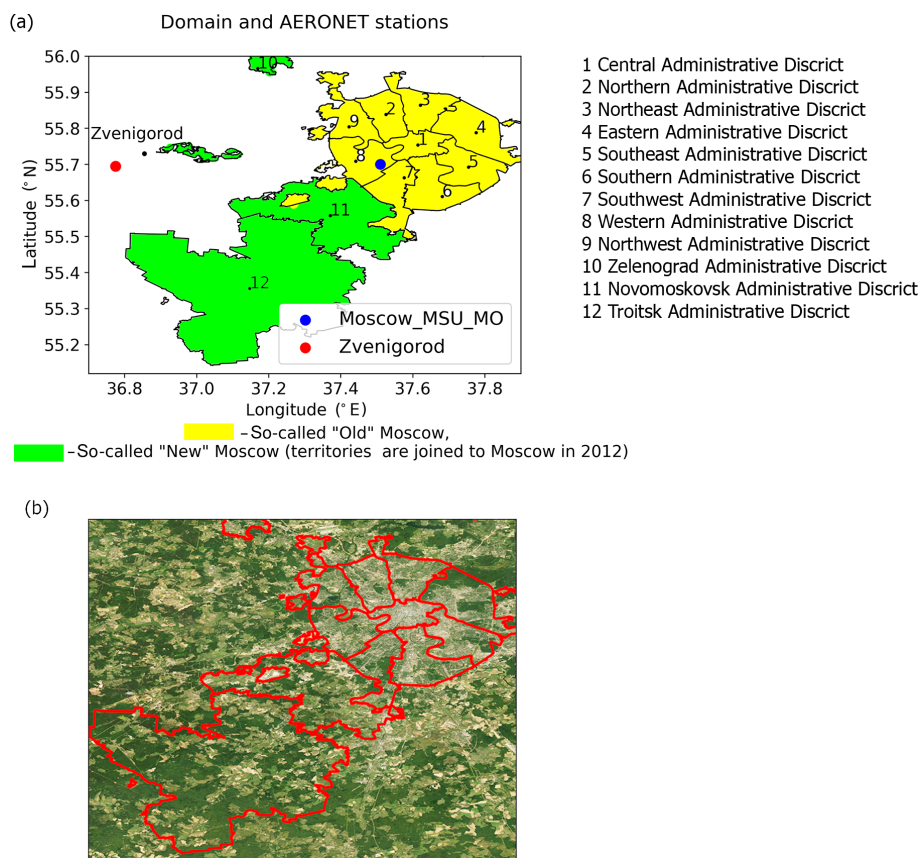 (a)
Domain and AERONET stations
56.0
55.9
55.8
55.7
55.6
55.5
55.4
55.3
55.2
Latitude (°N)
10
Zvenigorod
9
2
3
4
1
8
5
6
11
12
Moscow_MSU_MO
Zvenigorod
36.8 37.0 37.2 37.4 37.6 37.8
Longitude (°E)
1 Central Administrative Discrict
2 Northern Administrative Discrict
3 Northeast Administrative Discrict
4 Eastern Administrative Discrict
5 Southeast Administrative Discrict
6 Southern Administrative Discrict
7 Southwest Administrative Discrict
8 Western Administrative Discrict
9 Northwest Administrative Discrict
10 Zelenograd Administrative Discrict
11 Novomoskovsk Administrative Discrict
12 Troitsk Administrative Discrict
–So-called "Old" Moscow,
–So-called "New" Moscow (territories are joined to Moscow in 2012)
(b)